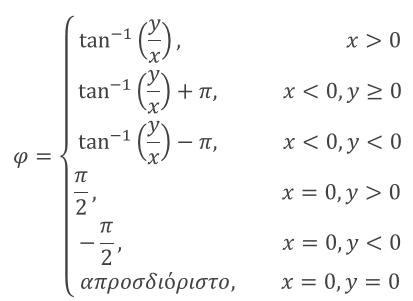 φ = { tan⁻¹(y/x), x > 0
tan⁻¹(y/x) + π, x < 0, y ≥ 0
tan⁻¹(y/x) − π, x < 0, y < 0
π/2, x = 0, y > 0
−π/2, x = 0, y < 0
απροσδιόριστο, x = 0, y = 0